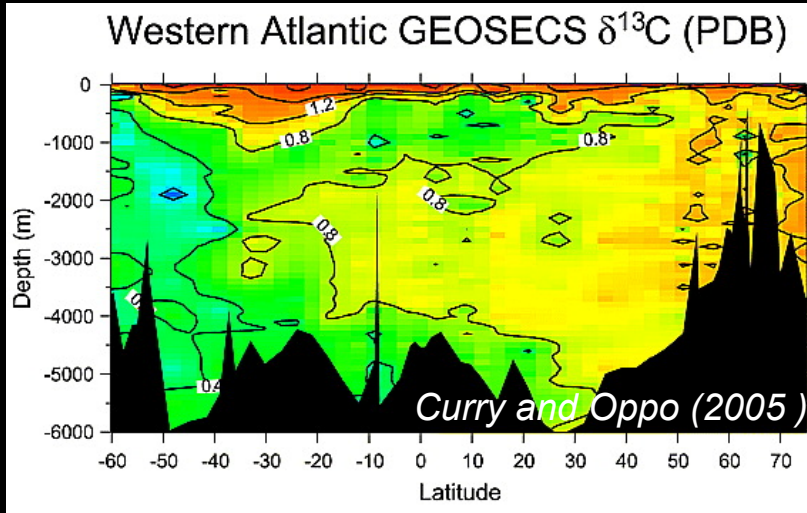 Western Atlantic GEOSECS δ¹³C (PDB)
0
-1000
-2000
-3000
-4000
-5000
-6000
Depth (m)
1.2
0.8
0.8
0.8
0.8
0.4
-60 -50 -40 -30 -20 -10 0 10 20 30 40 50 60 70
Latitude
Curry and Oppo (2005 )